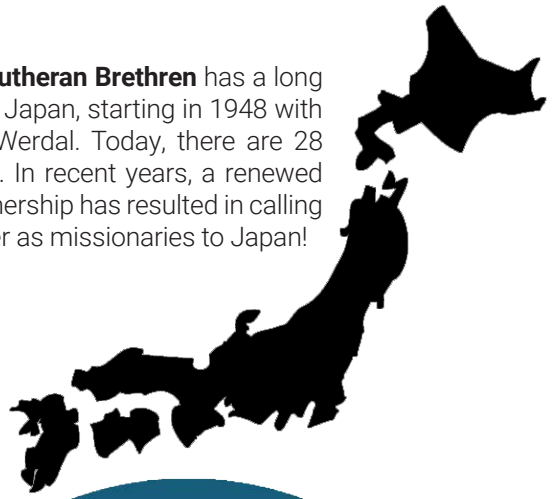 utheran Brethren has a long
Japan, starting in 1948 with
Werdal. Today, there are 28
. In recent years, a renewed
nership has resulted in calling
er as missionaries to Japan!